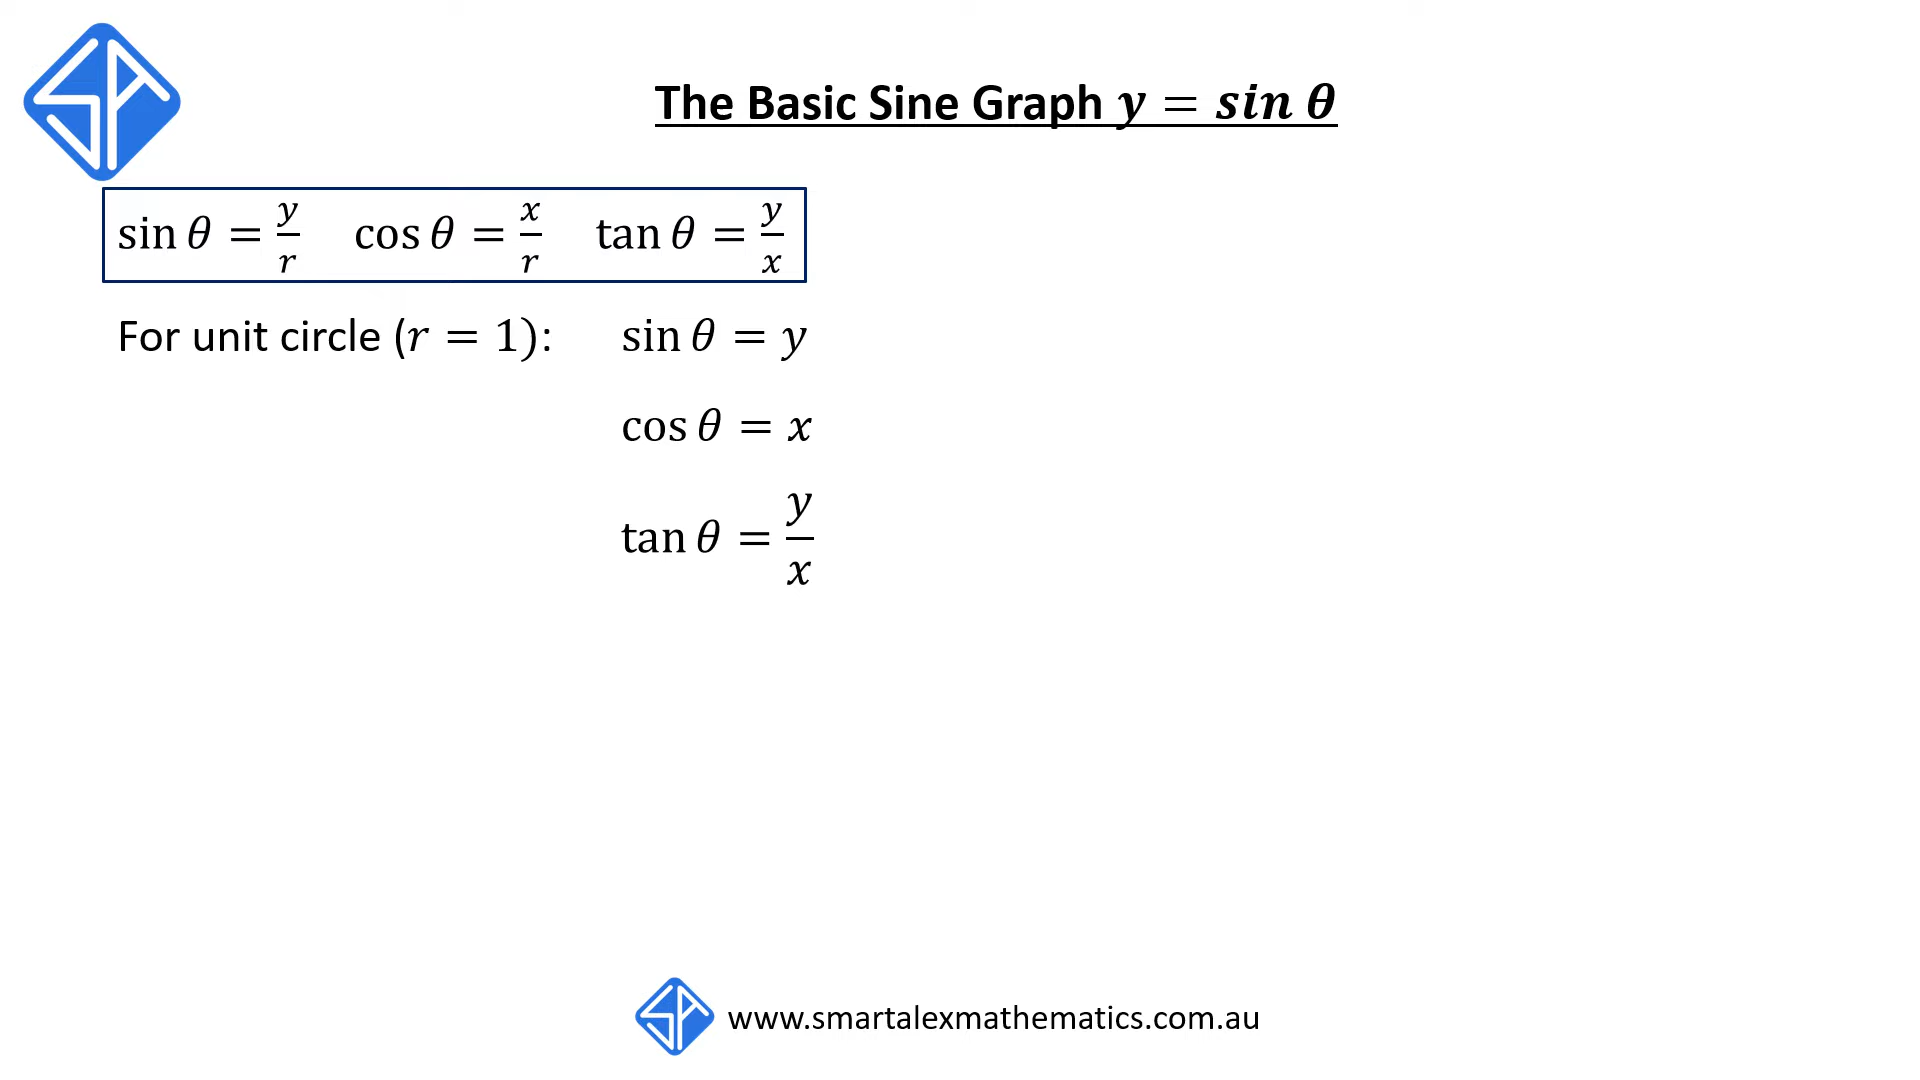 The Basic Sine Graph y = sin θ
sin θ = y/r cos θ = x/r tan θ = y/x
For unit circle (r = 1): sin θ = y
cos θ = x
tan θ = y/x
www.smartalexmathematics.com.au